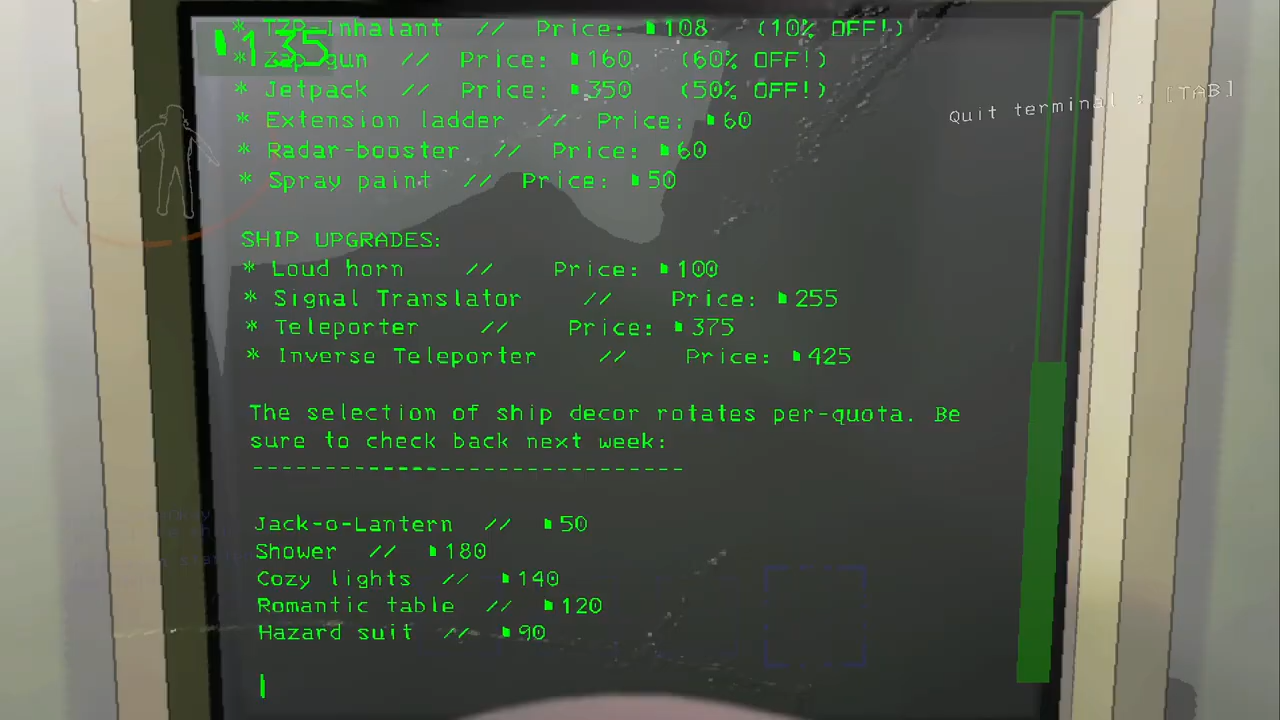 * TZP-Inhalant // Price: ▮108 (10% OFF!)
▮135
* Zap gun // Price: ▮160 (60% OFF!)
* Jetpack // Price: ▮350 (50% OFF!)
* Extension ladder // Price: ▮60
Quit terminal : [TAB]
* Radar-booster // Price: ▮60
* Spray paint // Price: ▮50
SHIP UPGRADES:
* Loud horn // Price: ▮100
* Signal Translator // Price: ▮255
* Teleporter // Price: ▮375
* Inverse Teleporter // Price: ▮425
The selection of ship decor rotates per-quota. Be
sure to check back next week:
------------------------------
Jack-o-Lantern // ▮50
Shower // ▮180
Cozy lights // ▮140
Romantic table // ▮120
Hazard suit // ▮90